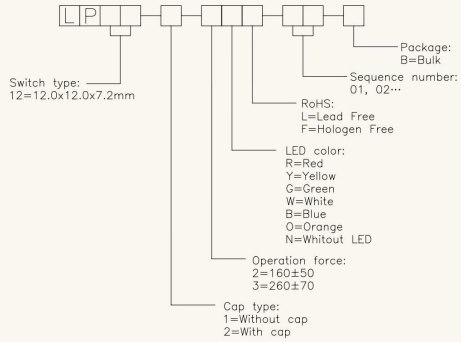 LP
Package:
B=Bulk
Sequence number:
01, 02…
Switch type:
12=12.0x12.0x7.2mm
RoHS:
L=Lead Free
F=Hologen Free
LED color:
R=Red
Y=Yellow
G=Green
W=White
B=Blue
O=Orange
N=Whitout LED
Operation force:
2=160±50
3=260±70
Cap type:
1=Without cap
2=With cap